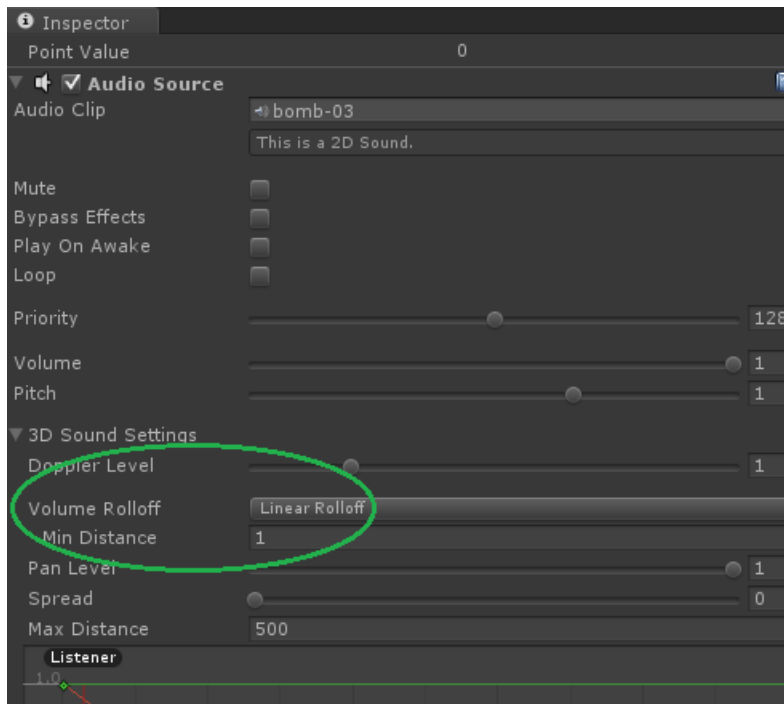 Inspector
Point Value 0
Audio Source
Audio Clip bomb-03
This is a 2D Sound.
Mute
Bypass Effects
Play On Awake
Loop
Priority 128
Volume 1
Pitch 1
3D Sound Settings
Doppler Level 1
Volume Rolloff Linear Rolloff
Min Distance 1
Pan Level 1
Spread 0
Max Distance 500
Listener
1.0